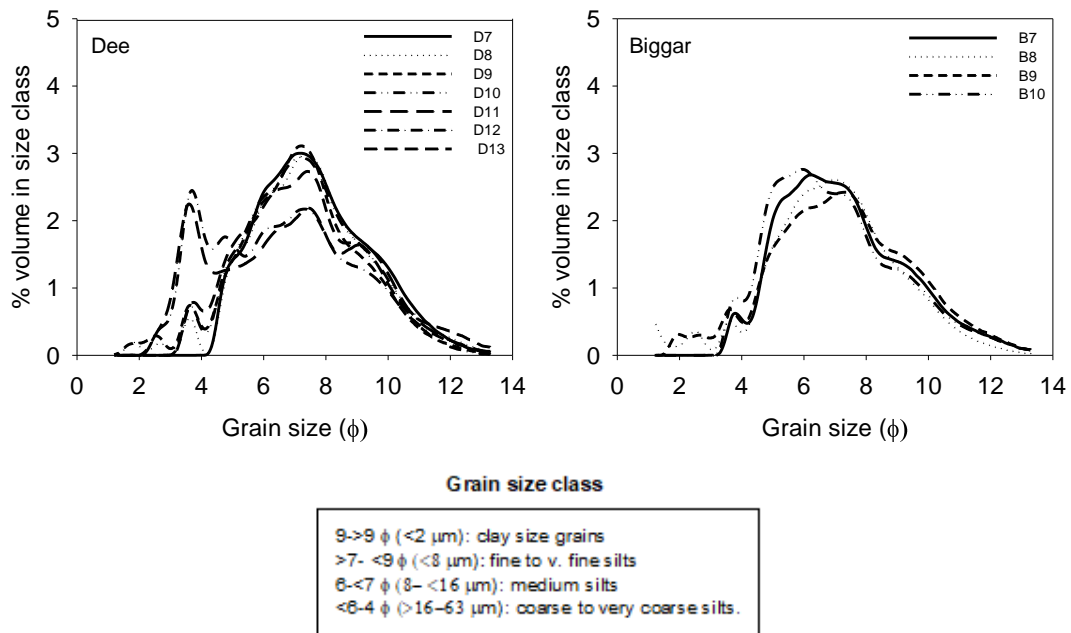 Dee
D7
D8
D9
D10
D11
D12
D13
5
4
3
2
1
0
% volume in size class
0 2 4 6 8 10 12 14
Grain size (ϕ)
Biggar
B7
B8
B9
B10
5
4
3
2
1
0
% volume in size class
0 2 4 6 8 10 12 14
Grain size (ϕ)
Grain size class
9->9 ϕ (<2 µm): clay size grains
>7- <9 ϕ (<8 µm): fine to v. fine silts
6-<7 ϕ (8– <16 µm): medium silts
<6-4 ϕ (>16–63 µm): coarse to very coarse silts.